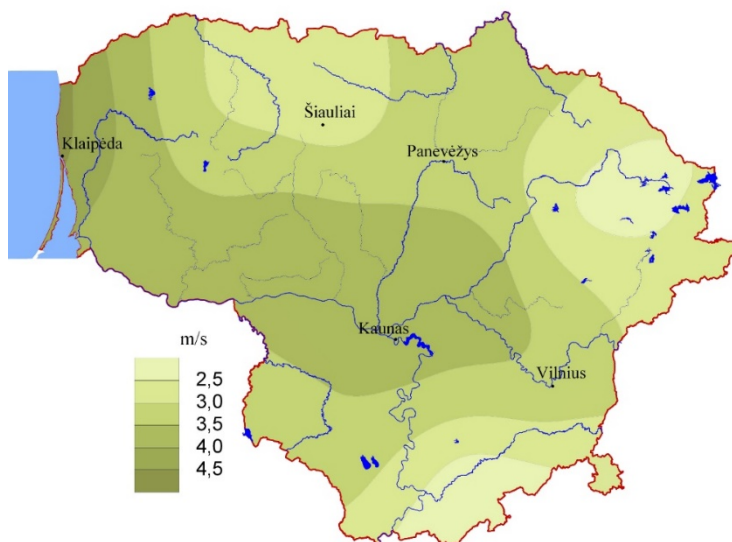 Šiauliai
Klaipėda
Panevėžys
Kaunas
Vilnius
m/s
2,5
3,0
3,5
4,0
4,5